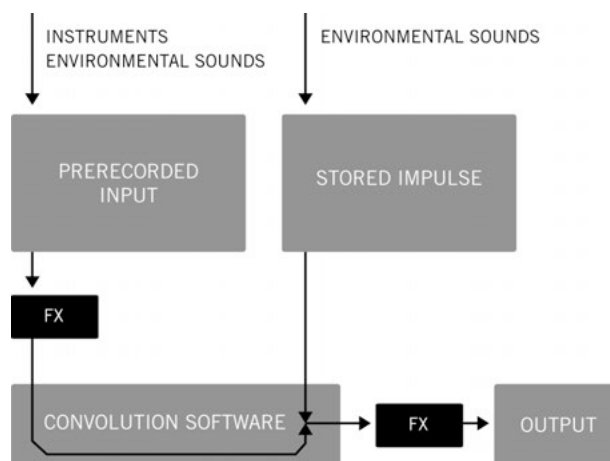 INSTRUMENTS
ENVIRONMENTAL SOUNDS
ENVIRONMENTAL SOUNDS
PRERECORDED
INPUT
STORED IMPULSE
FX
CONVOLUTION SOFTWARE
FX
OUTPUT